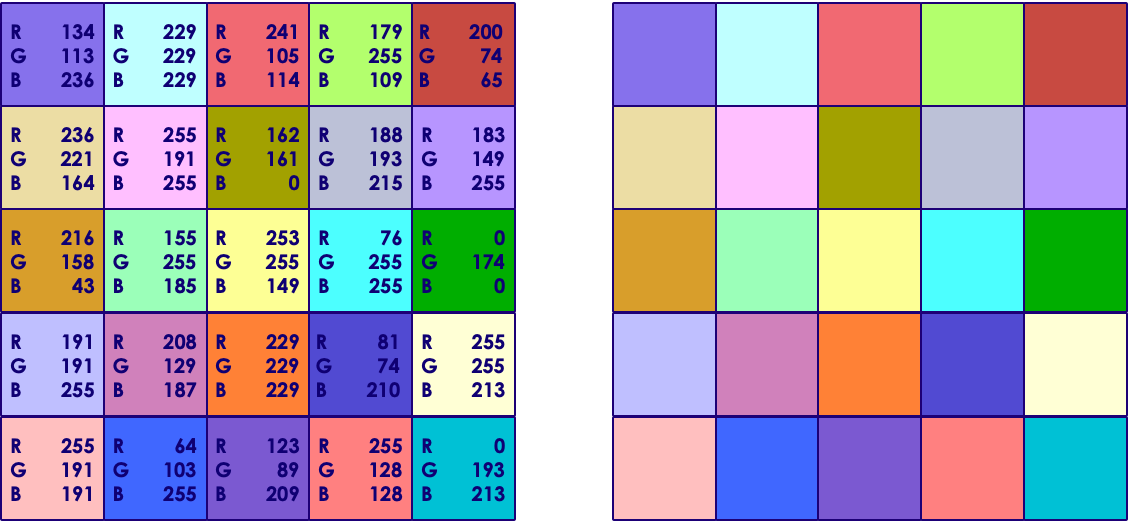 R 134 R 229 R 241 R 179 R 200
G 113 G 229 G 105 G 255 G 74
B 236 B 229 B 114 B 109 B 65
R 236 R 255 R 162 R 188 R 183
G 221 G 191 G 161 G 193 G 149
B 164 B 255 B 0 B 215 B 255
R 216 R 155 R 253 R 76 R 0
G 158 G 255 G 255 G 255 G 174
B 43 B 185 B 149 B 255 B 0
R 191 R 208 R 229 R 81 R 255
G 191 G 129 G 229 G 74 G 255
B 255 B 187 B 229 B 210 B 213
R 255 R 64 R 123 R 255 R 0
G 191 G 103 G 89 G 128 G 193
B 191 B 255 B 209 B 128 B 213